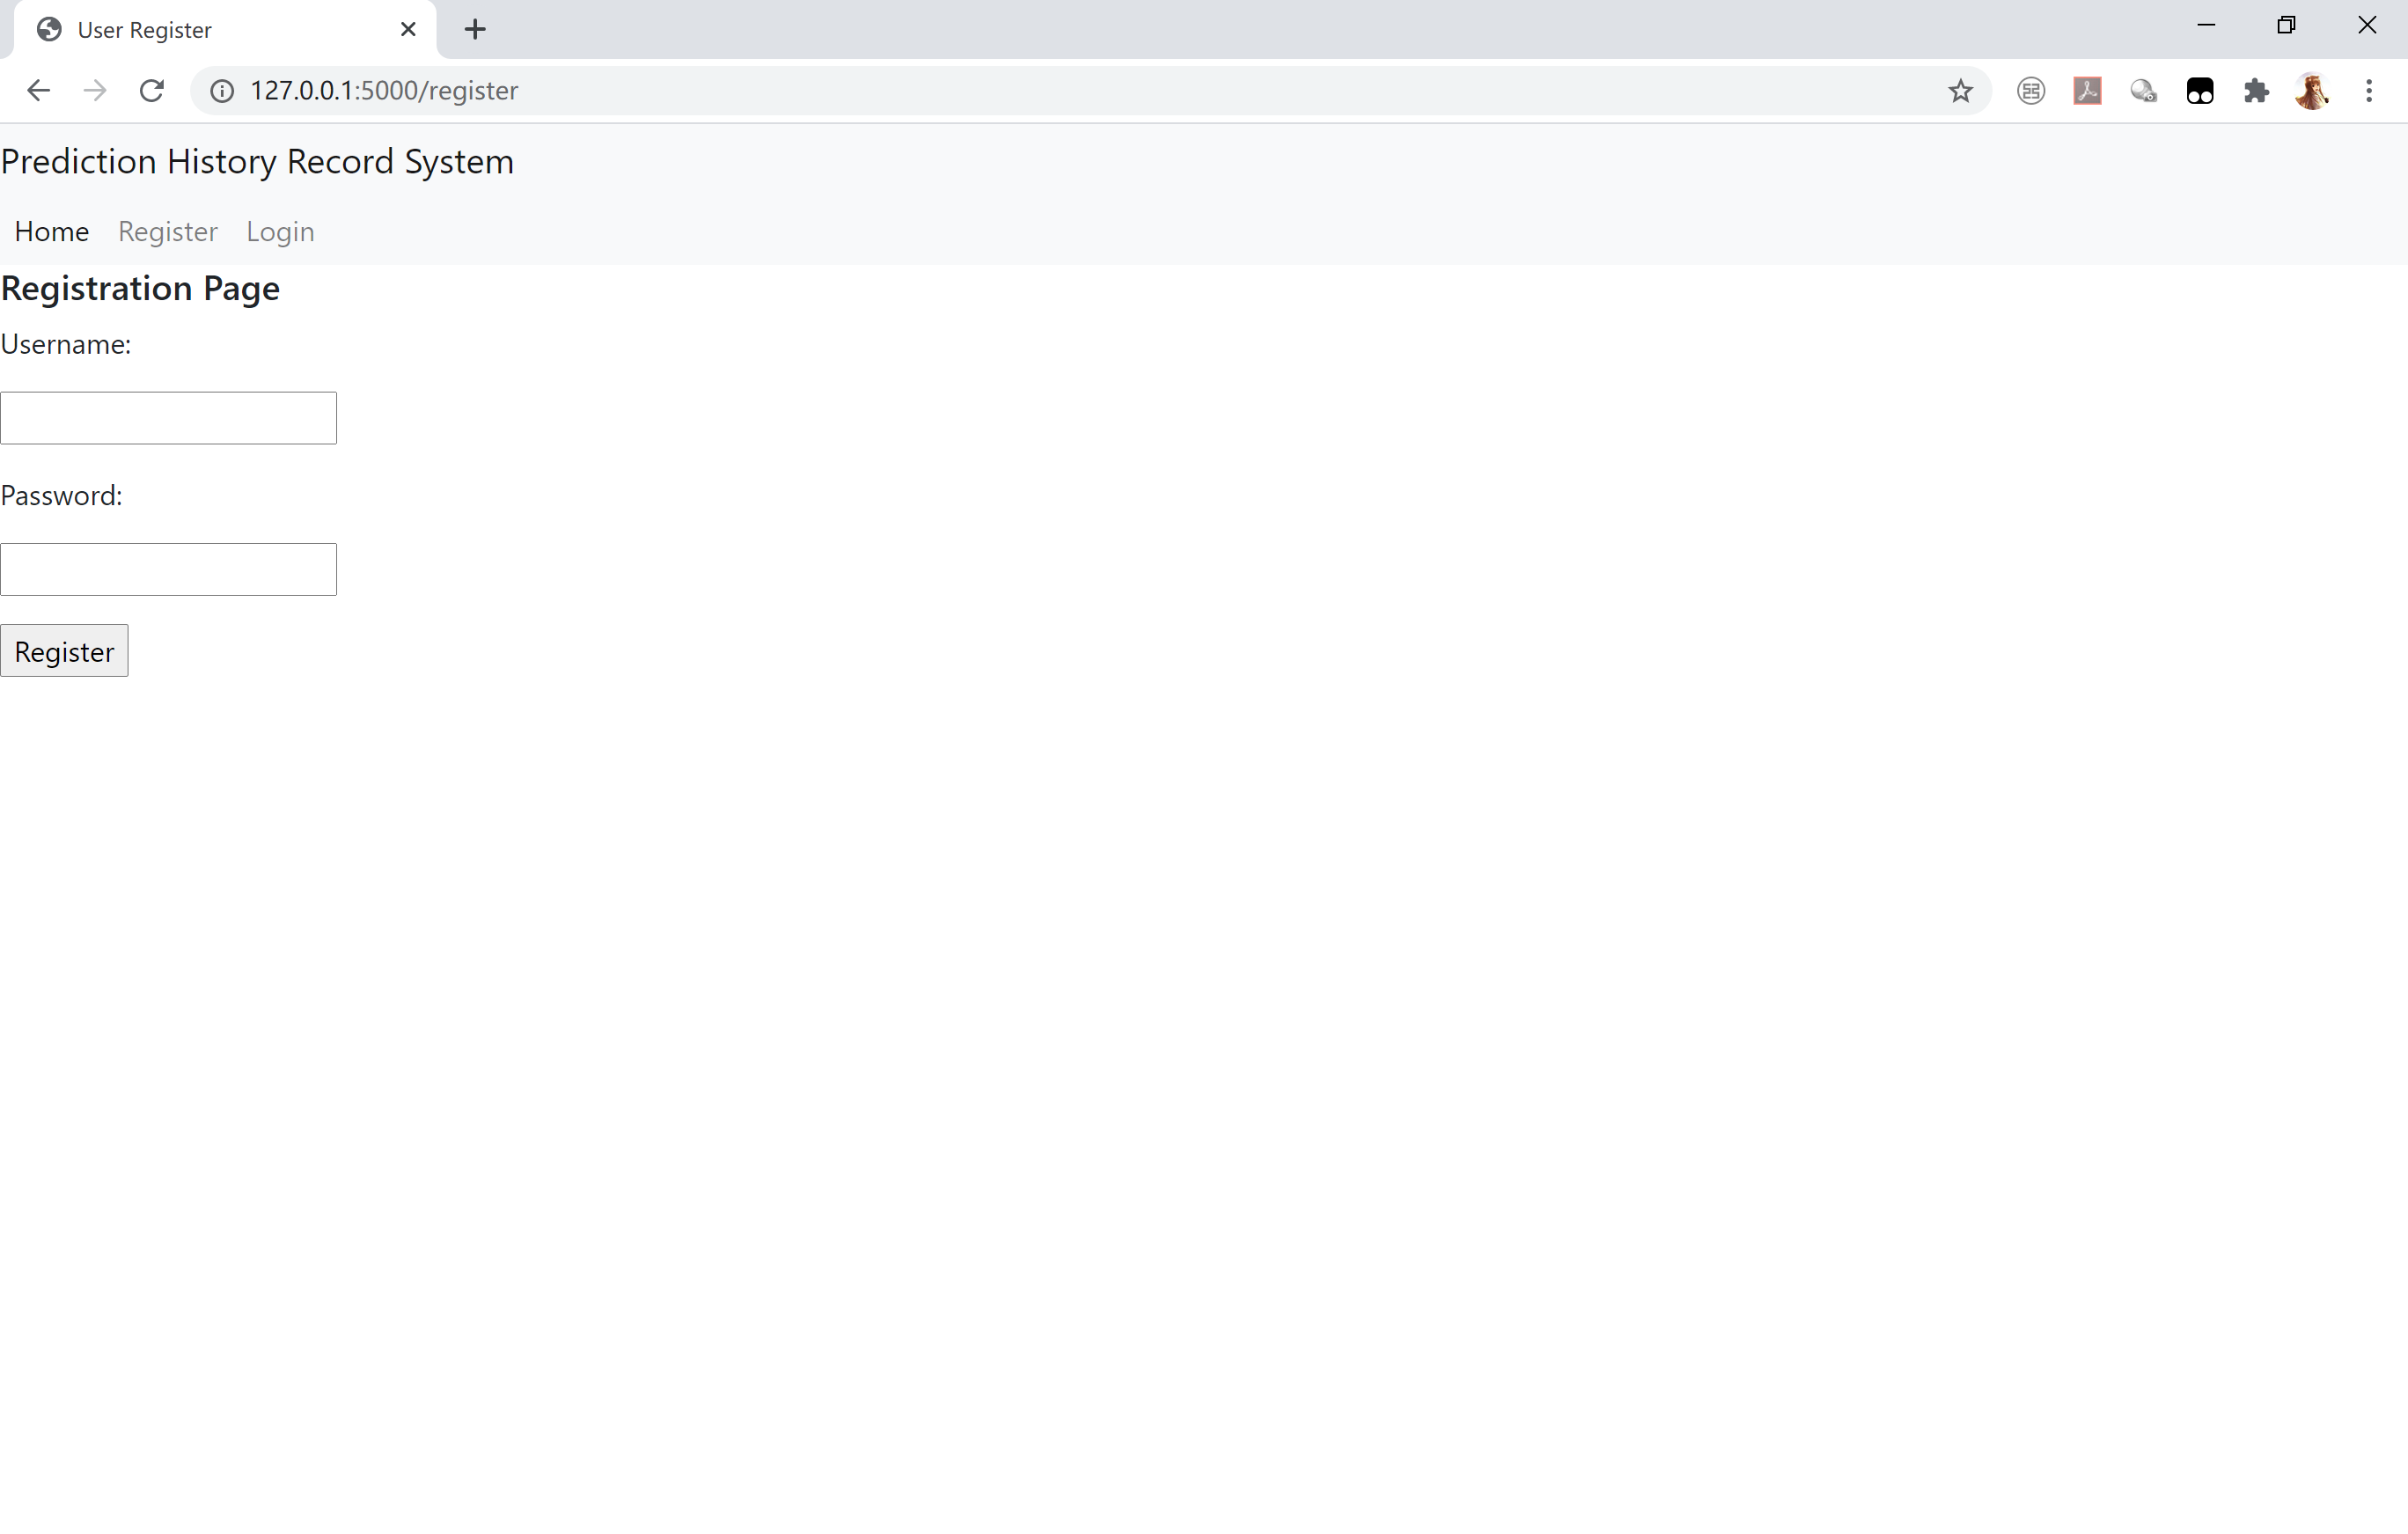 User Register
127.0.0.1:5000/register
Prediction History Record System
Home Register Login
Registration Page
Username:
Password:
Register